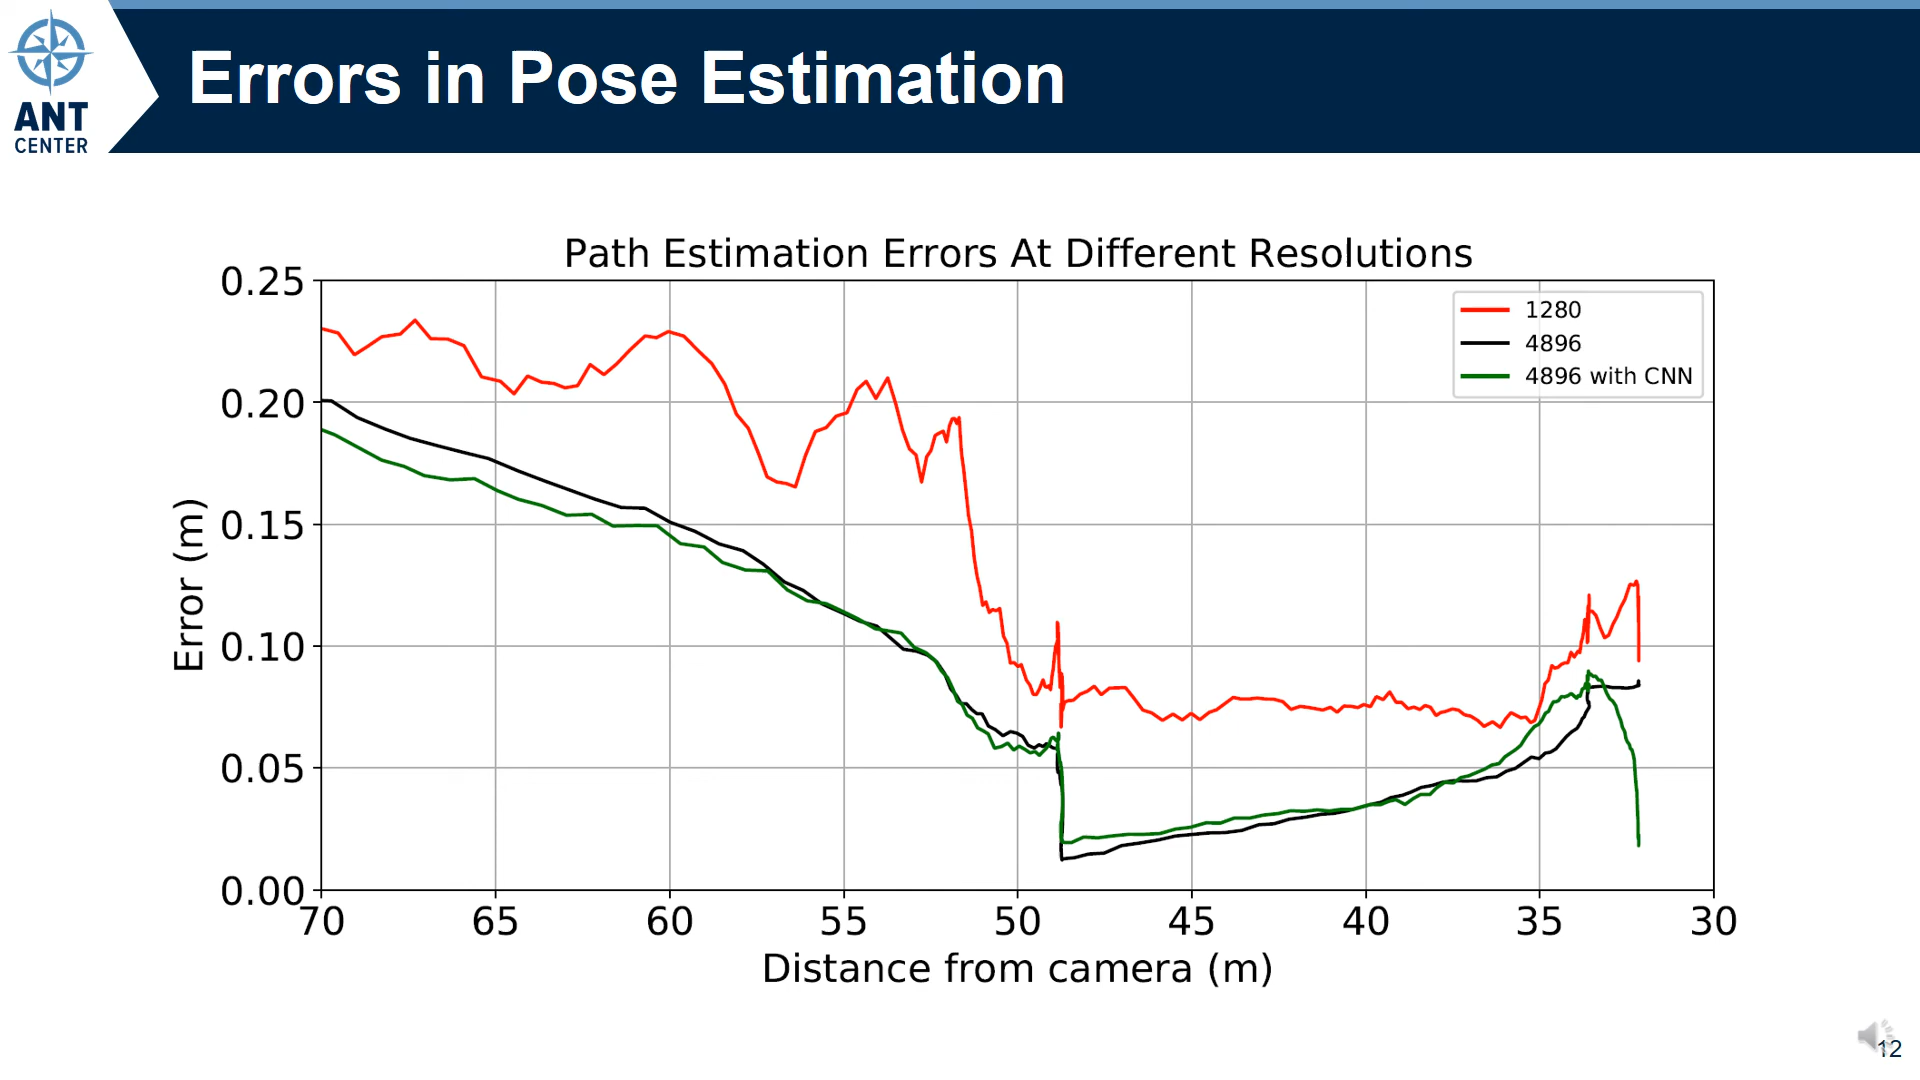 ANT
CENTER
Errors in Pose Estimation
Path Estimation Errors At Different Resolutions
1280
4896
4896 with CNN
Error (m)
0.25
0.20
0.15
0.10
0.05
0.00
70 65 60 55 50 45 40 35 30
Distance from camera (m)
12